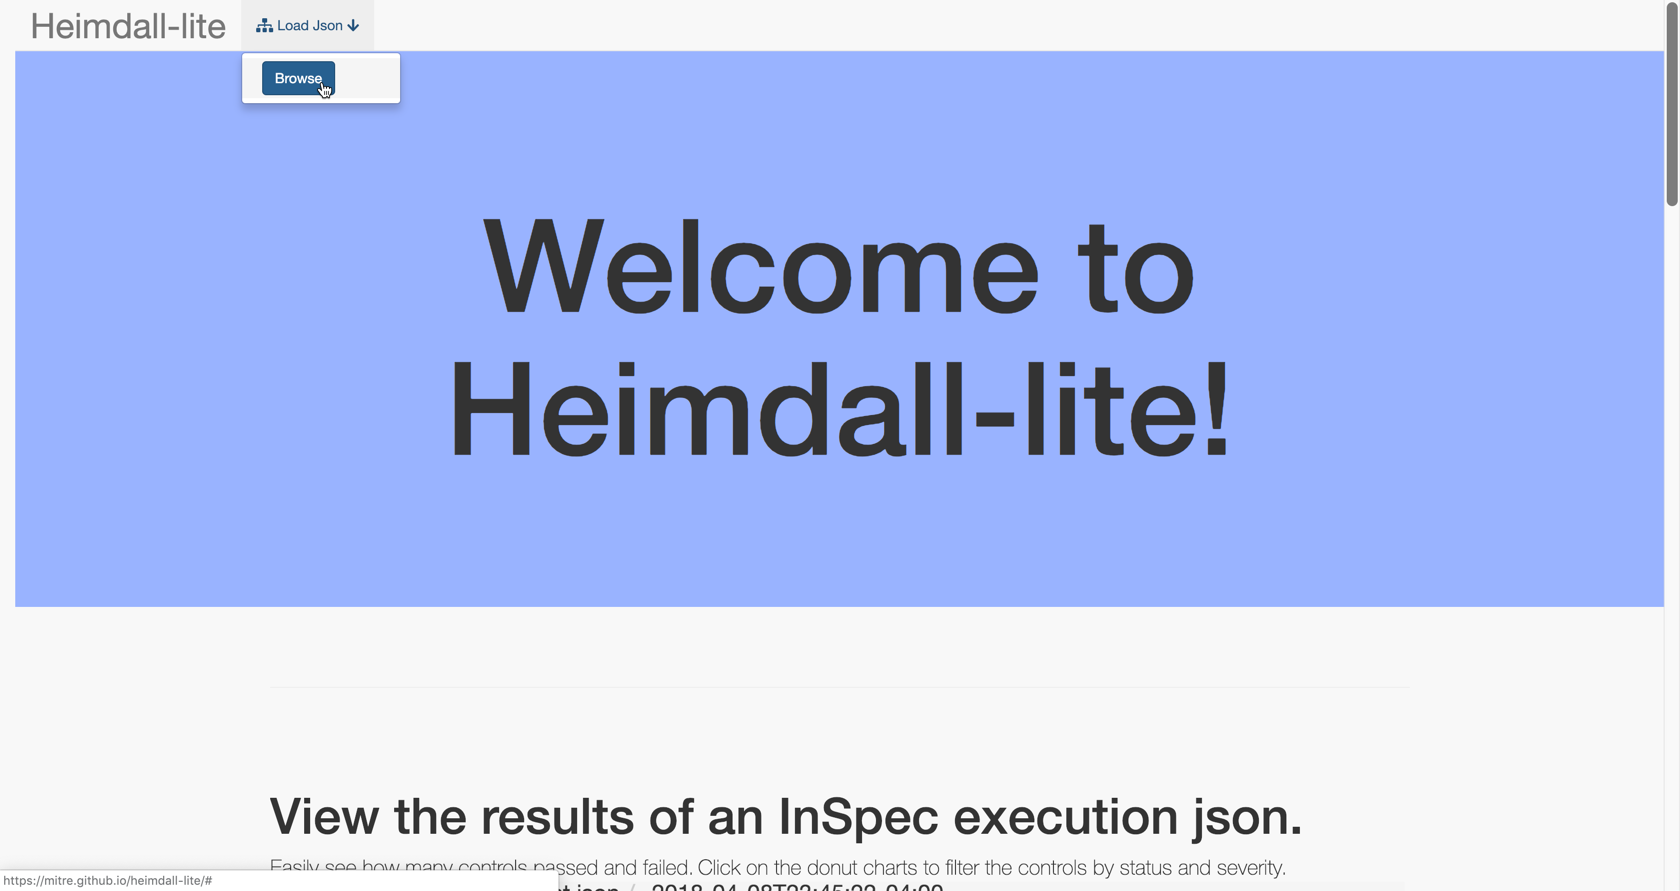 Heimdall-lite
Load Json
Browse
Welcome to
Heimdall-lite!
View the results of an InSpec execution json.
Easily see how many controls passed and failed. Click on the donut charts to filter the controls by status and severity.
https://mitre.github.io/heimdall-lite/#
json / 2018-04-08T23:45:22-04:00